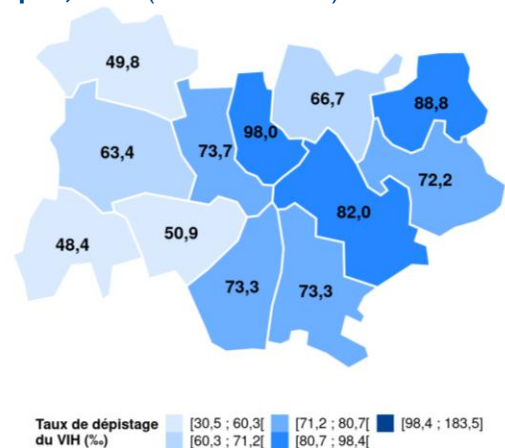 49,8
66,7
88,8
98,0
63,4
73,7
72,2
82,0
48,4
50,9
73,3
73,3
Taux de dépistage du VIH (‰)
[30,5 ; 60,3[
[60,3 ; 71,2[
[71,2 ; 80,7[
[80,7 ; 98,4[
[98,4 ; 183,5]